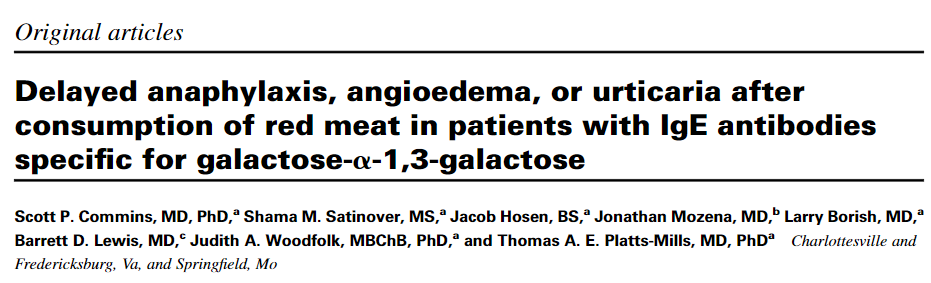 Original articles
Delayed anaphylaxis, angioedema, or urticaria after
consumption of red meat in patients with IgE antibodies
specific for galactose-α-1,3-galactose
Scott P. Commins, MD, PhD,ᵃ Shama M. Satinover, MS,ᵃ Jacob Hosen, BS,ᵃ Jonathan Mozena, MD,ᵇ Larry Borish, MD,ᵃ
Barrett D. Lewis, MD,ᶜ Judith A. Woodfolk, MBChB, PhD,ᵃ and Thomas A. E. Platts-Mills, MD, PhDᵃ Charlottesville and
Fredericksburg, Va, and Springfield, Mo